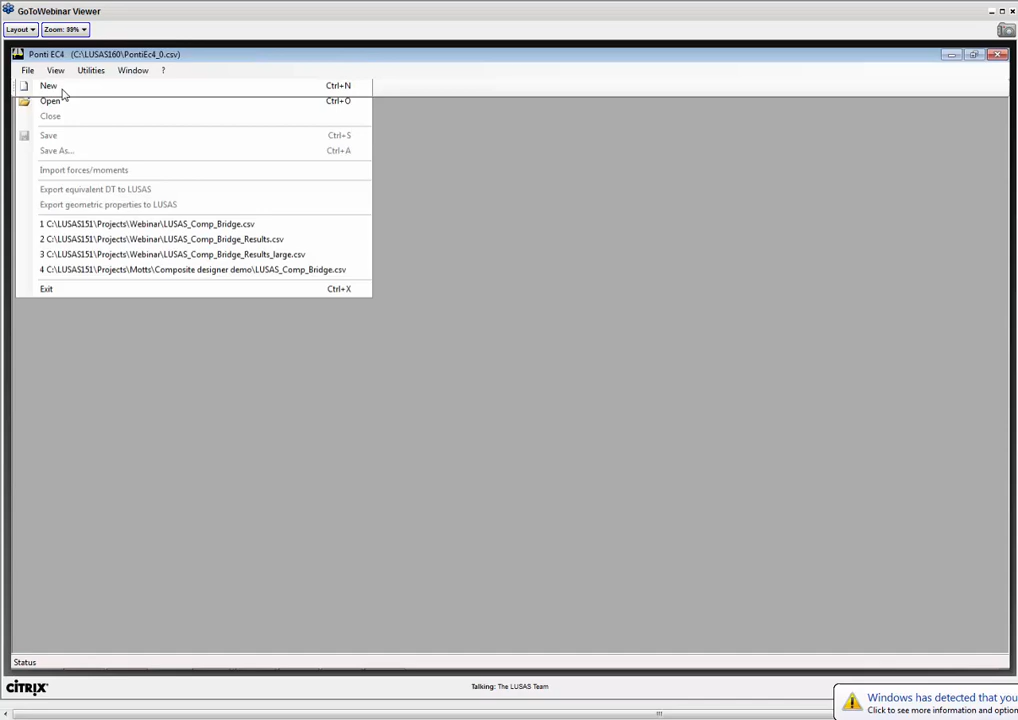 GoToWebinar Viewer
Layout
Zoom: 99%
Ponti EC4 (C:\LUSAS160\PontiEc4_0.csv)
File View Utilities Window ?
New Ctrl+N
Open Ctrl+O
Close
Save Ctrl+S
Save As... Ctrl+A
Import forces/moments
Export equivalent DT to LUSAS
Export geometric properties to LUSAS
1 C:\LUSAS151\Projects\Webinar\LUSAS_Comp_Bridge.csv
2 C:\LUSAS151\Projects\Webinar\LUSAS_Comp_Bridge_Results.csv
3 C:\LUSAS151\Projects\Webinar\LUSAS_Comp_Bridge_Results_large.csv
4 C:\LUSAS151\Projects\Motts\Composite designer demo\LUSAS_Comp_Bridge.csv
Exit Ctrl+X
Status
CİTRIX
Talking: The LUSAS Team
Windows has detected that you
Click to see more information and option